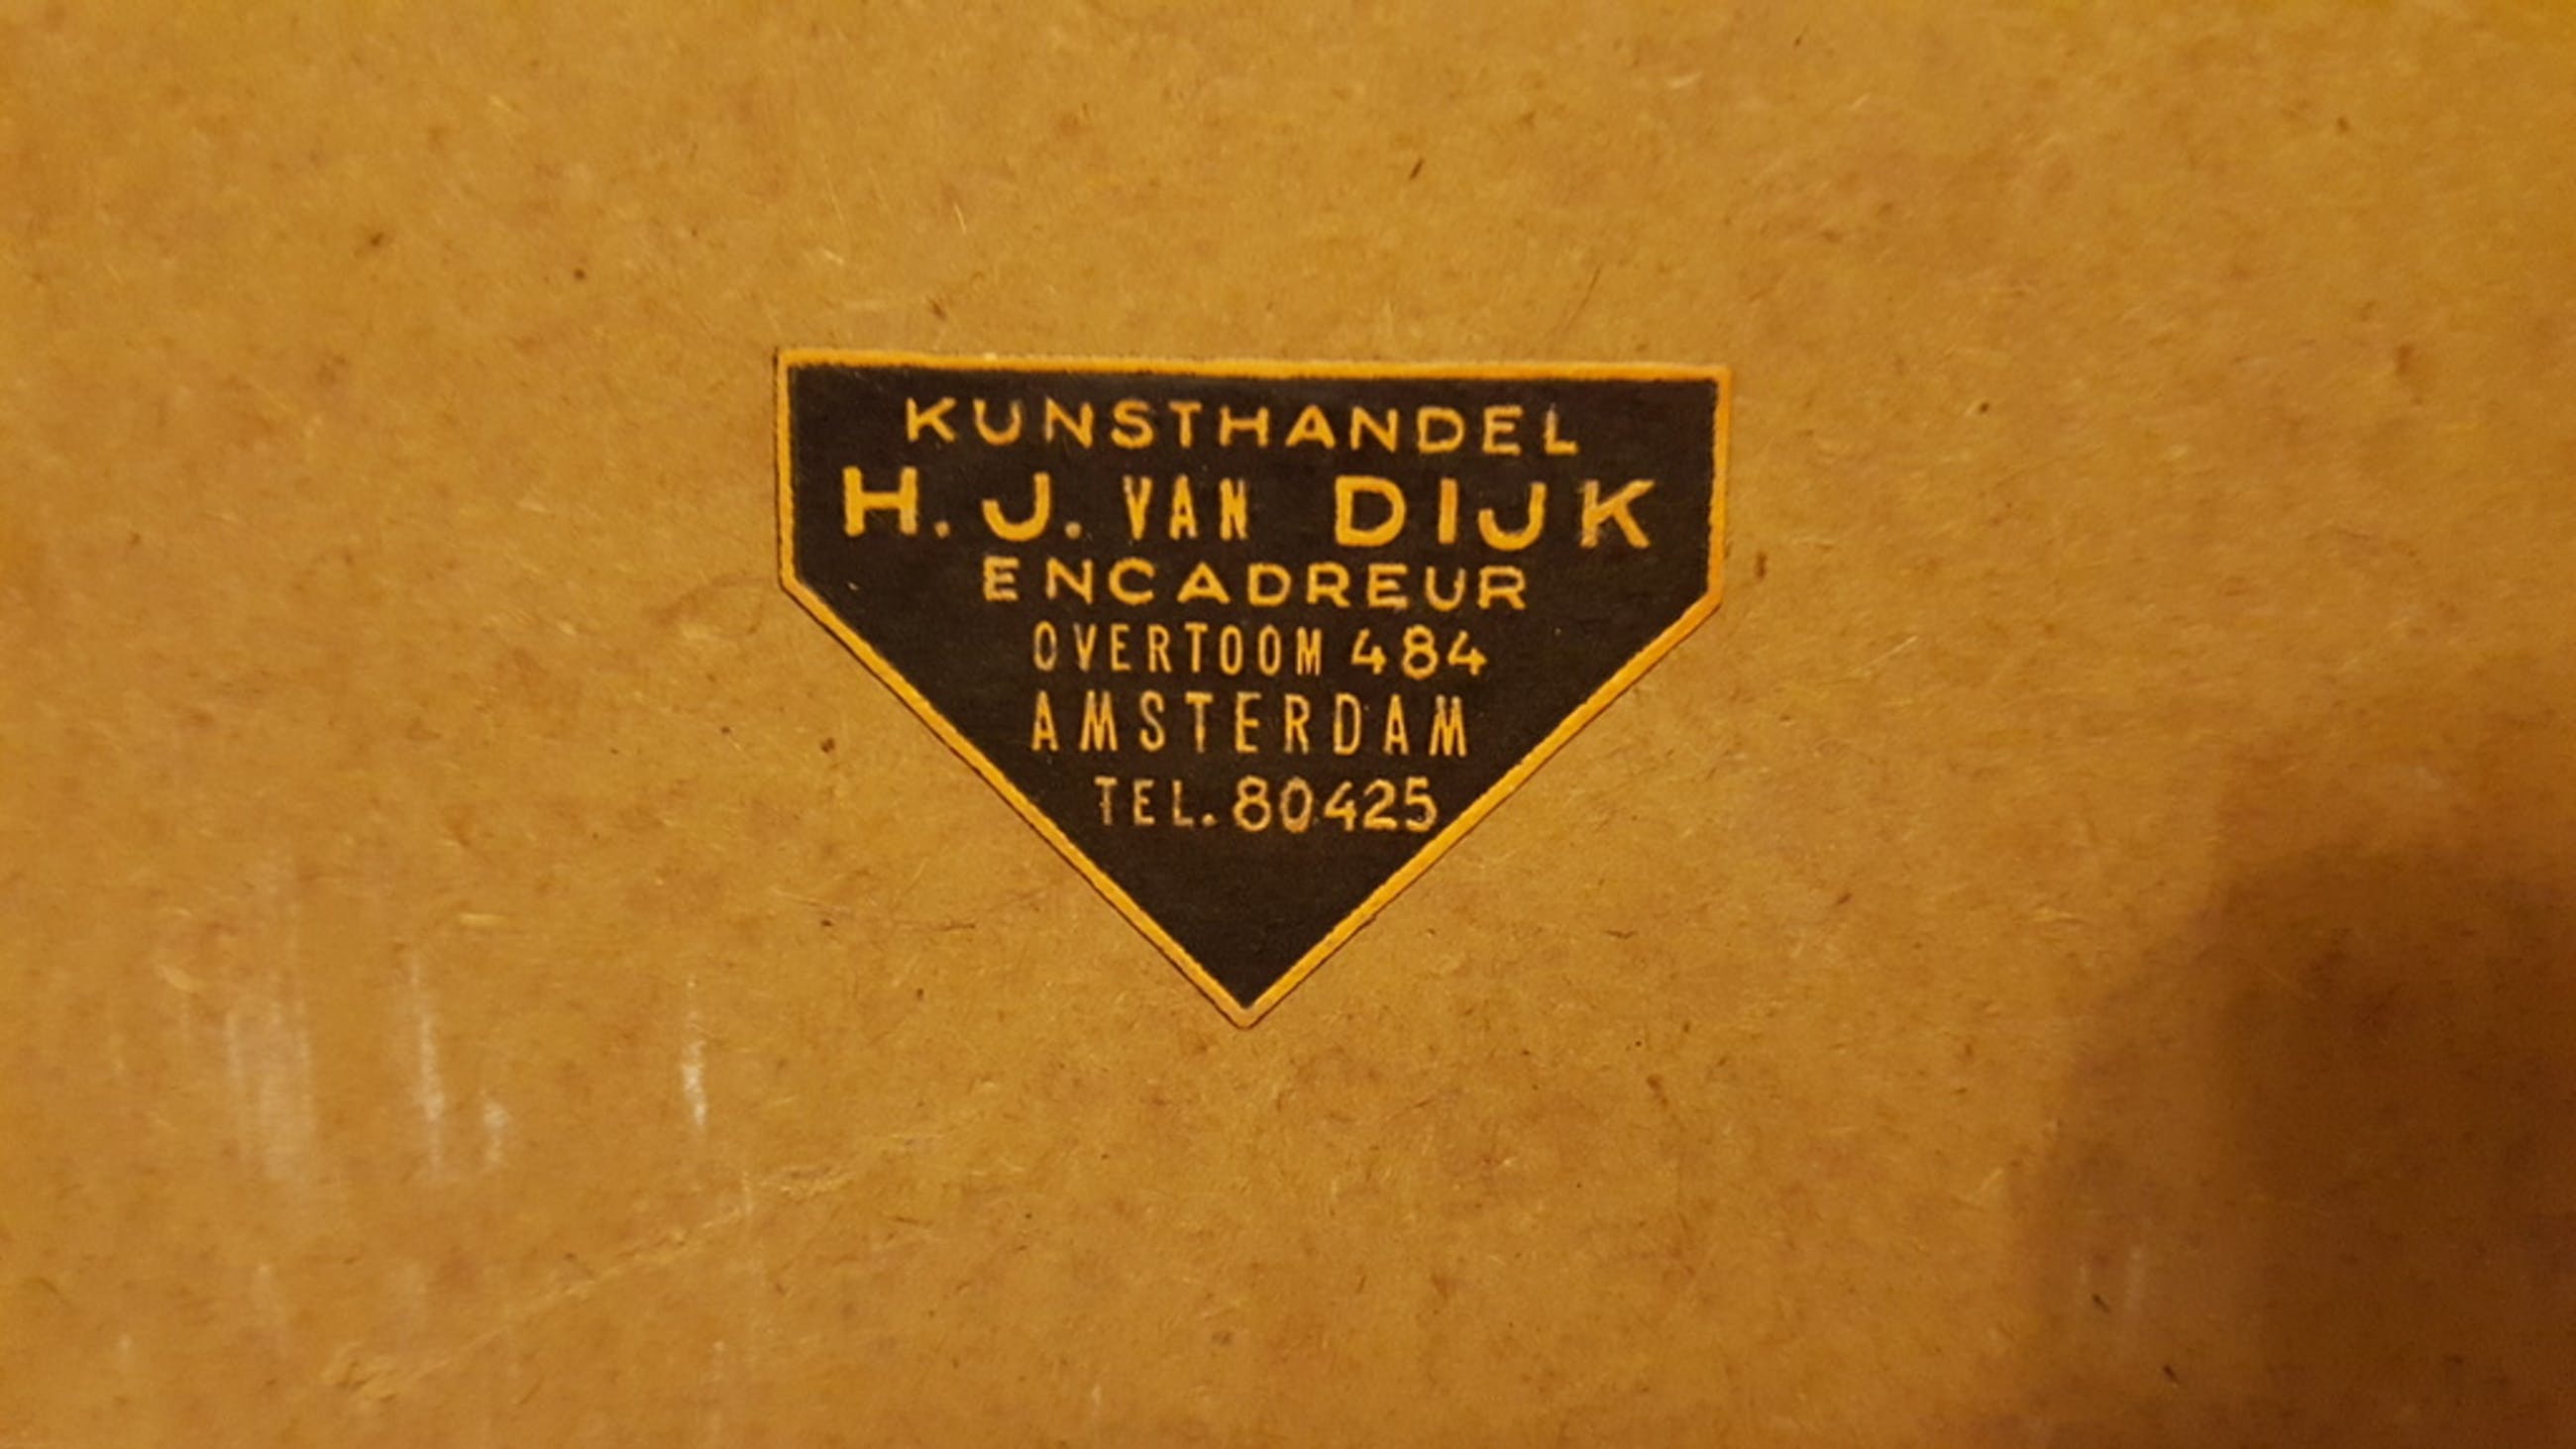 KUNSTHANDEL
H. J. VAN DIJK
ENCADREUR
OVERTOOM 484
AMSTERDAM
TEL. 80425